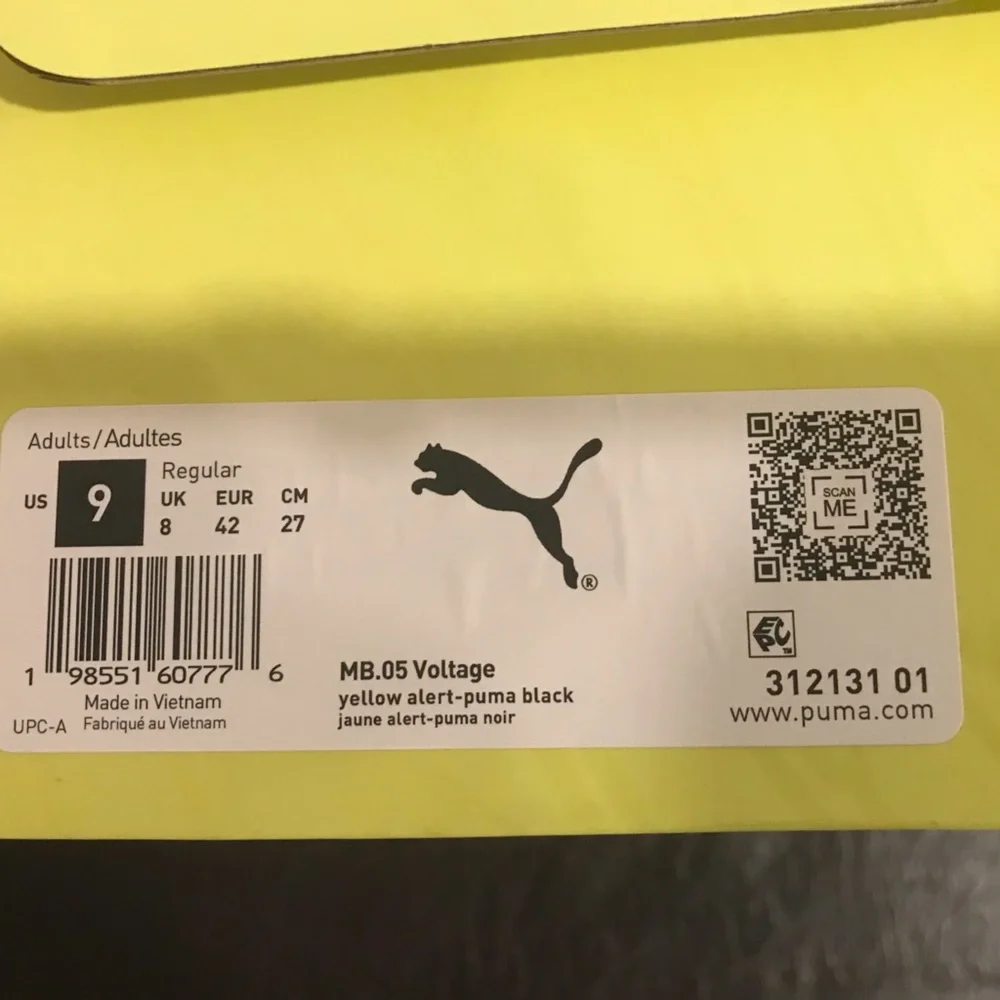 Adults/Adultes
US 9 Regular
UK EUR CM
8 42 27
1 98551 60777 6
Made in Vietnam
UPC-A Fabriqué au Vietnam
®
MB.05 Voltage
yellow alert-puma black
jaune alert-puma noir
SCAN
ME
EPC™
312131 01
www.puma.com